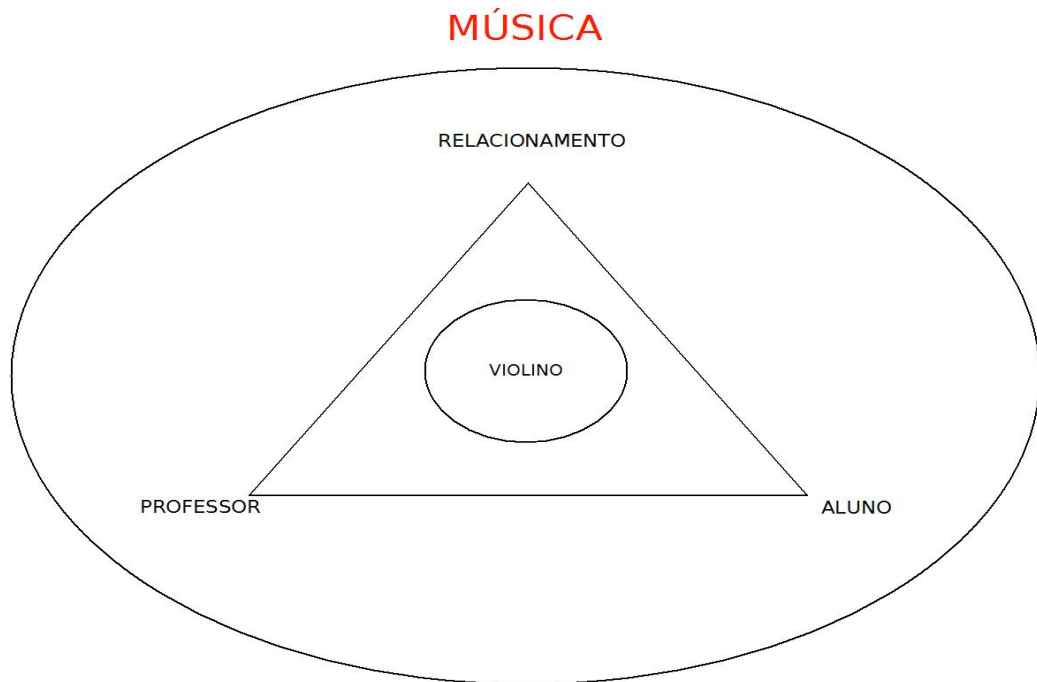 MÚSICA
RELACIONAMENTO
VIOLINO
PROFESSOR
ALUNO